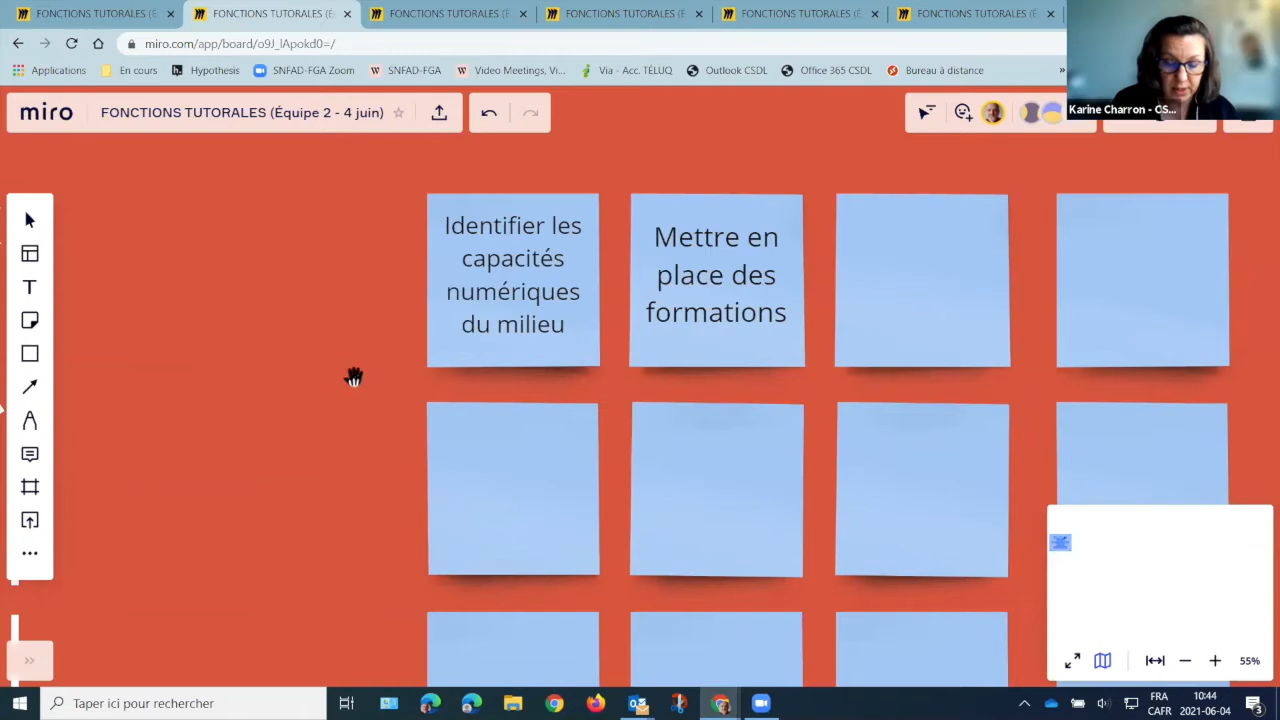 FONCTIONS TUTORALES (É
FONCTIONS TUTORALES (É
FONCTIONS TUTORALES (É
FONCTIONS TUTORALES (É
FONCTIONS TUTORALES (É
FONCTIONS TUTORALES (É
miro.com/app/board/o9J_lApokd0=/
Applications
En cours
Hypothesis
SNFAD-FGA Zoom
SNFAD-FGA
Video Meetings, Vi...
Via - Acc. TÉLUQ
Outlook CSDL
Office 365 CSDL
Bureau à distance
»
Karine Charron - CS...
miro
FONCTIONS TUTORALES (Équipe 2 - 4 juin)
Identifier les
capacités
numériques
du milieu
Mettre en
place des
formations
55%
Taper ici pour rechercher
FRA
CAFR
10:44
2021-06-04
3